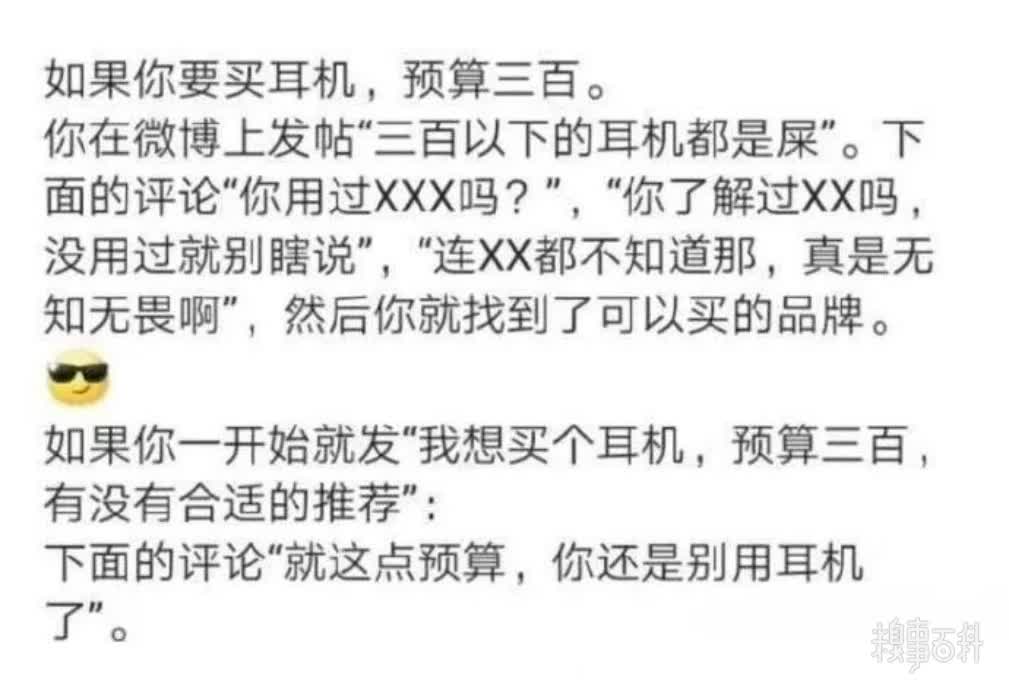 如果你要买耳机，预算三百。
你在微博上发帖“三百以下的耳机都是屎”。下
面的评论“你用过XXX吗？”，“你了解过XX吗，
没用过就别瞎说”，“连XX都不知道那，真是无
知无畏啊”，然后你就找到了可以买的品牌。
😎
如果你一开始就发“我想买个耳机，预算三百，
有没有合适的推荐”：
下面的评论“就这点预算，你还是别用耳机
了”。
糗事百科